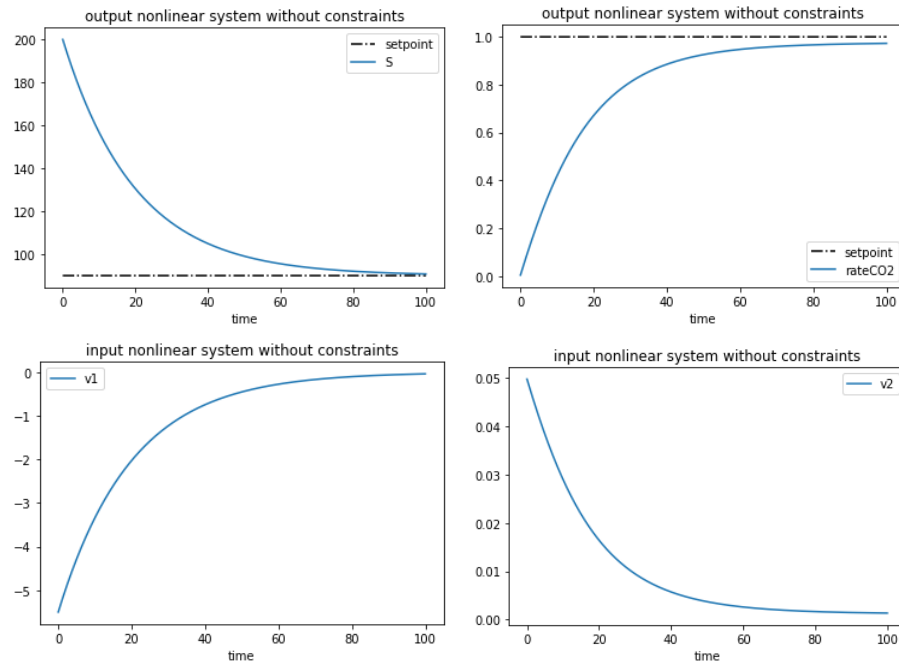 output nonlinear system without constraints
200
180
160
140
120
100
setpoint
S
0 20 40 60 80 100
time
output nonlinear system without constraints
1.0
0.8
0.6
0.4
0.2
0.0
setpoint
rateCO2
0 20 40 60 80 100
time
input nonlinear system without constraints
0
−1
−2
−3
−4
−5
v1
0 20 40 60 80 100
time
input nonlinear system without constraints
0.05
0.04
0.03
0.02
0.01
0.00
v2
0 20 40 60 80 100
time